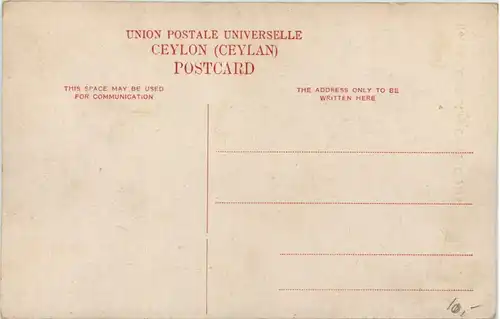 UNION POSTALE UNIVERSELLE
CEYLON (CEYLAN)
POSTCARD
THIS SPACE MAY BE USED
FOR COMMUNICATION
THE ADDRESS ONLY TO BE
WRITTEN HERE
10,-